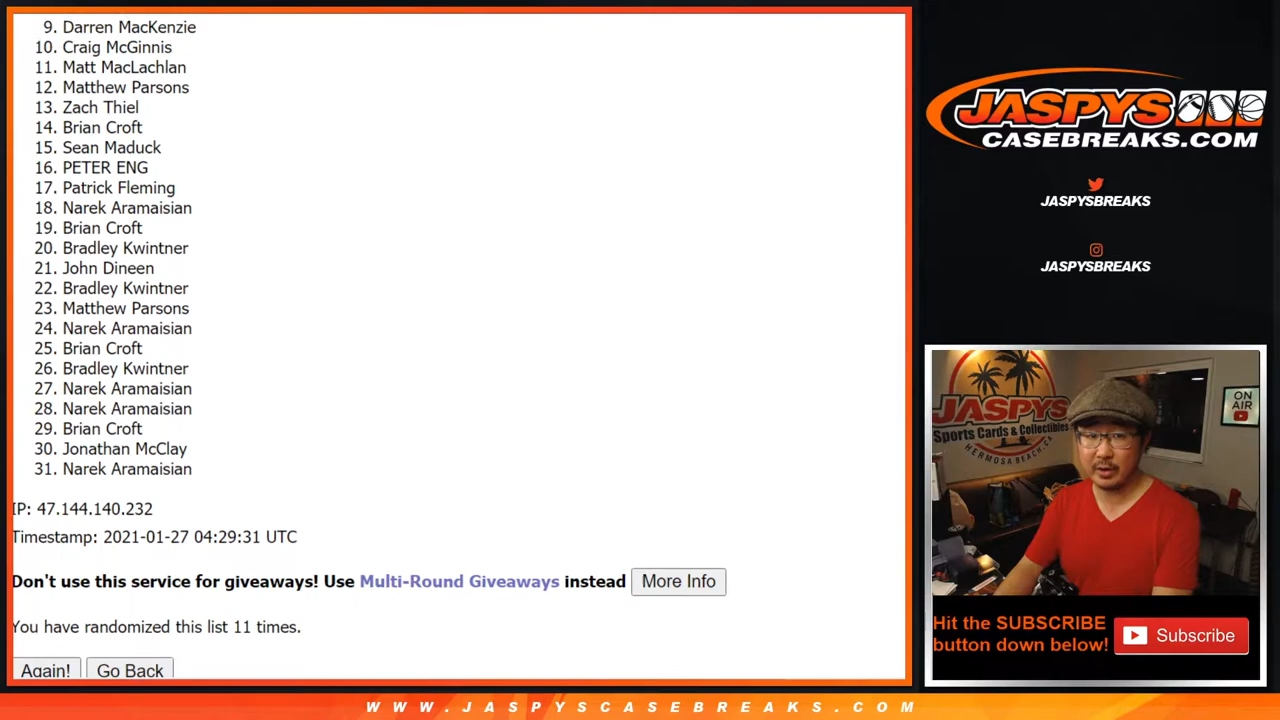 9. Darren MacKenzie
10. Craig McGinnis
11. Matt MacLachlan
12. Matthew Parsons
13. Zach Thiel
14. Brian Croft
15. Sean Maduck
16. PETER ENG
17. Patrick Fleming
18. Narek Aramaisian
19. Brian Croft
20. Bradley Kwintner
21. John Dineen
22. Bradley Kwintner
23. Matthew Parsons
24. Narek Aramaisian
25. Brian Croft
26. Bradley Kwintner
27. Narek Aramaisian
28. Narek Aramaisian
29. Brian Croft
30. Jonathan McClay
31. Narek Aramaisian
IP: 47.144.140.232
Timestamp: 2021-01-27 04:29:31 UTC
Don't use this service for giveaways! Use Multi-Round Giveaways instead More Info
You have randomized this list 11 times.
Again! Go Back
JASPYS
CASEBREAKS.COM
JASPYSBREAKS
JASPYSBREAKS
JASPYS
Sports Cards & Collectibles
HERMOSA BEACH, CA
ON
AIR
Hit the SUBSCRIBE
button down below!
Subscribe
WWW.JASPYSCASEBREAKS.COM